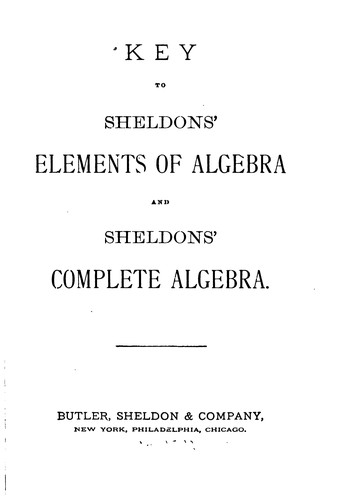 KEY
TO
SHELDONS'
ELEMENTS OF ALGEBRA
AND
SHELDONS'
COMPLETE ALGEBRA.
BUTLER, SHELDON & COMPANY,
NEW YORK, PHILADELPHIA, CHICAGO.